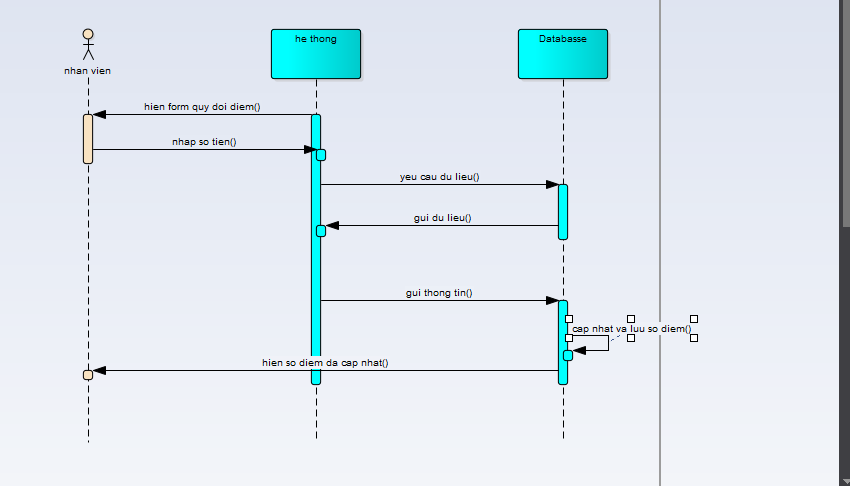 he thong
Databasse
nhan vien
hien form quy doi diem()
nhap so tien()
yeu cau du lieu()
gui du lieu()
gui thong tin()
cap nhat va luu so diem()
hien so diem da cap nhat()